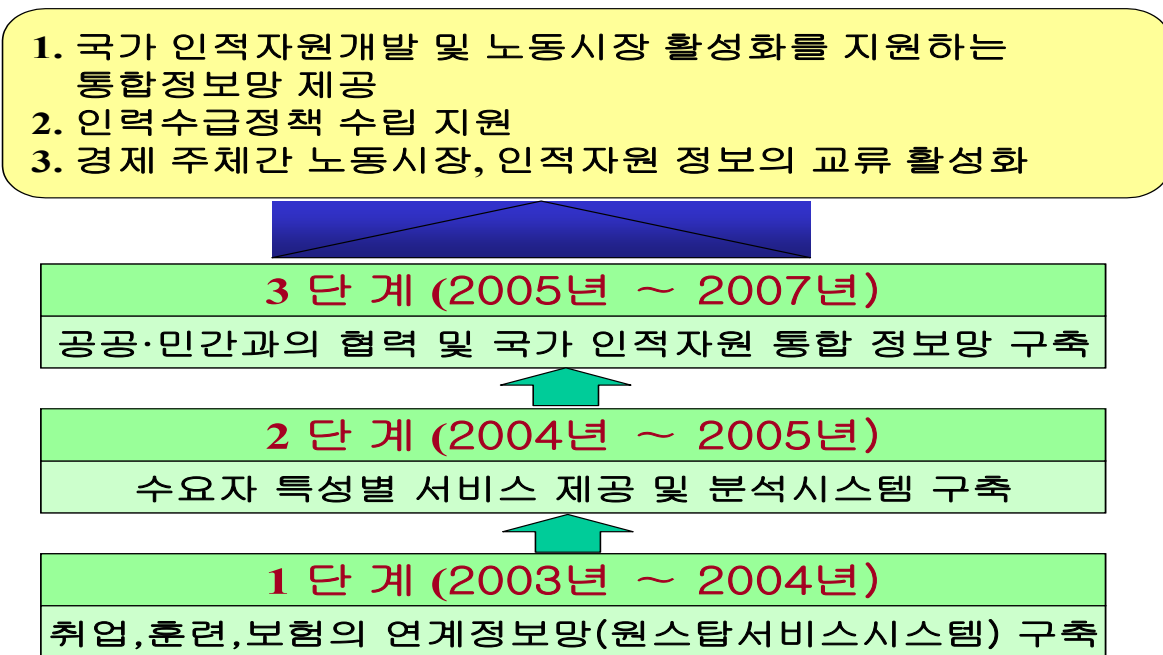 1. 국가 인적자원개발 및 노동시장 활성화를 지원하는
통합정보망 제공
2. 인력수급정책 수립 지원
3. 경제 주체간 노동시장, 인적자원 정보의 교류 활성화
3 단 계 (2005년 ～ 2007년)
공공·민간과의 협력 및 국가 인적자원 통합 정보망 구축
2 단 계 (2004년 ～ 2005년)
수요자 특성별 서비스 제공 및 분석시스템 구축
1 단 계 (2003년 ～ 2004년)
취업,훈련,보험의 연계정보망(원스탑서비스시스템) 구축